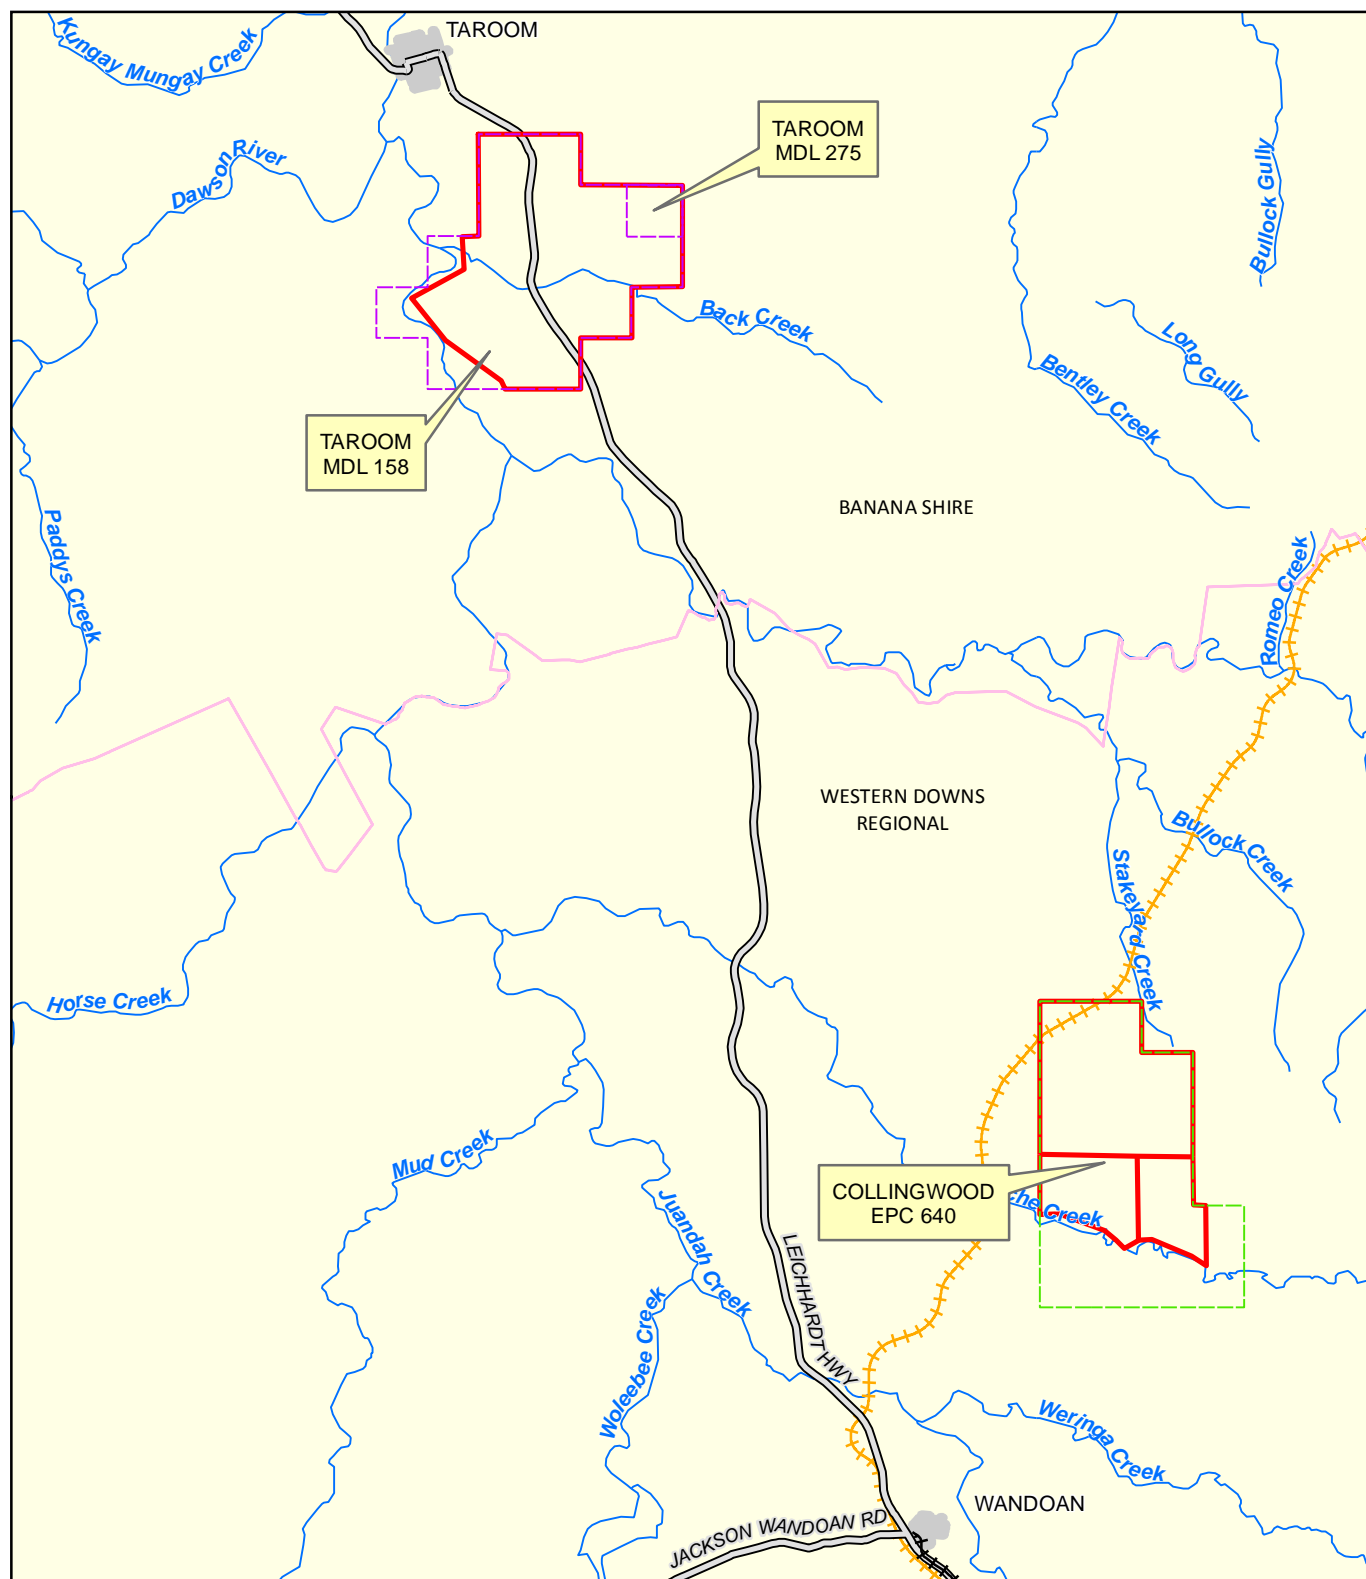 TAROOM
Kungay Mungay Creek
TAROOM
MDL 275
Dawson River
Bullock Gully
Back Creek
Long Gully
Bentley Creek
TAROOM
MDL 158
BANANA SHIRE
Paddys Creek
Romeo Creek
WESTERN DOWNS
REGIONAL
Bullock Creek
Stakeyard Creek
Horse Creek
Mud Creek
COLLINGWOOD
EPC 640
che Creek
Juandah Creek
LEICHHARDT HWY
Woleebee Creek
Weringa Creek
WANDOAN
JACKSON WANDOAN RD